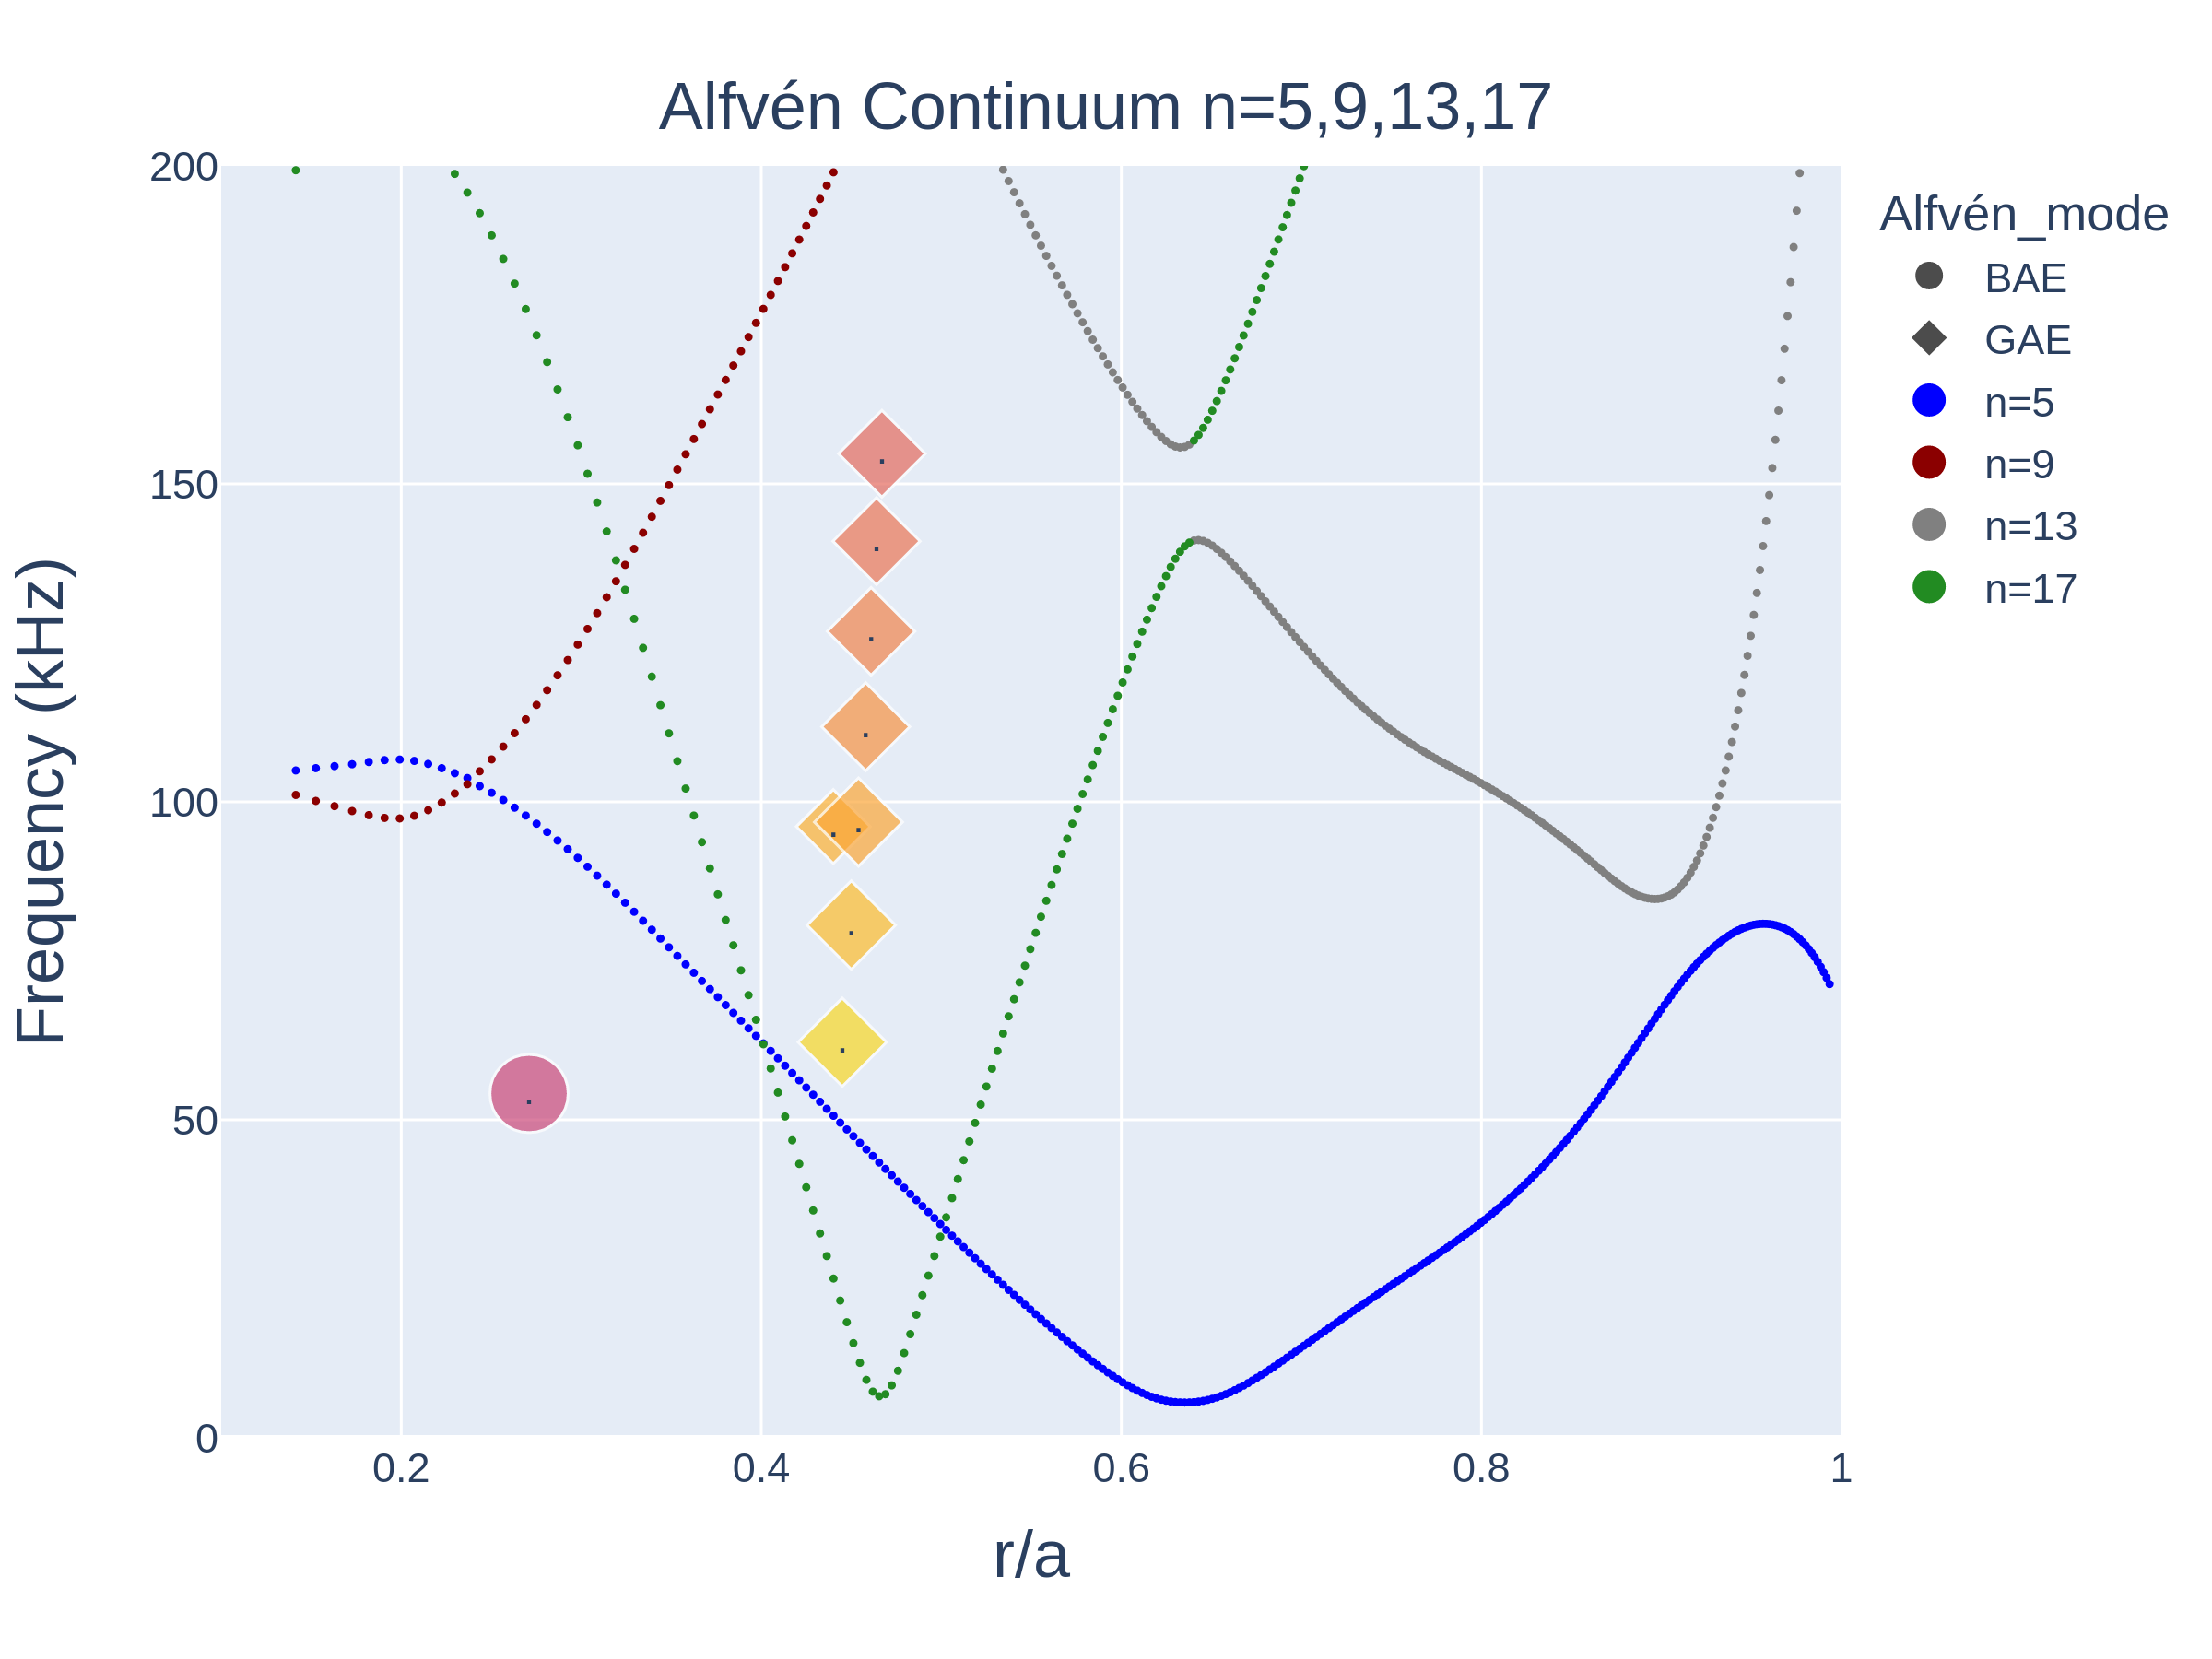 Alfvén Continuum n=5,9,13,17
Frequency (kHz)
200
150
100
50
0
0.2
0.4
0.6
0.8
1
r/a
Alfvén_mode
BAE
GAE
n=5
n=9
n=13
n=17